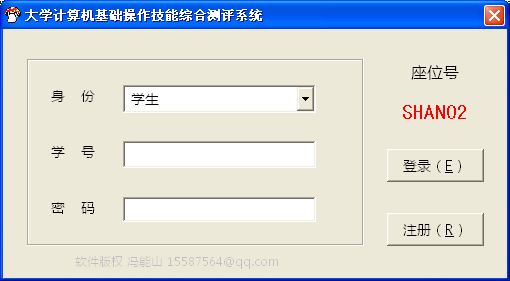 大学计算机基础操作技能综合测评系统
身 份 学生
座位号
SHAN02
学 号
登录(E)
密 码
注册(R)
软件版权 冯能山 15587564@qq.com